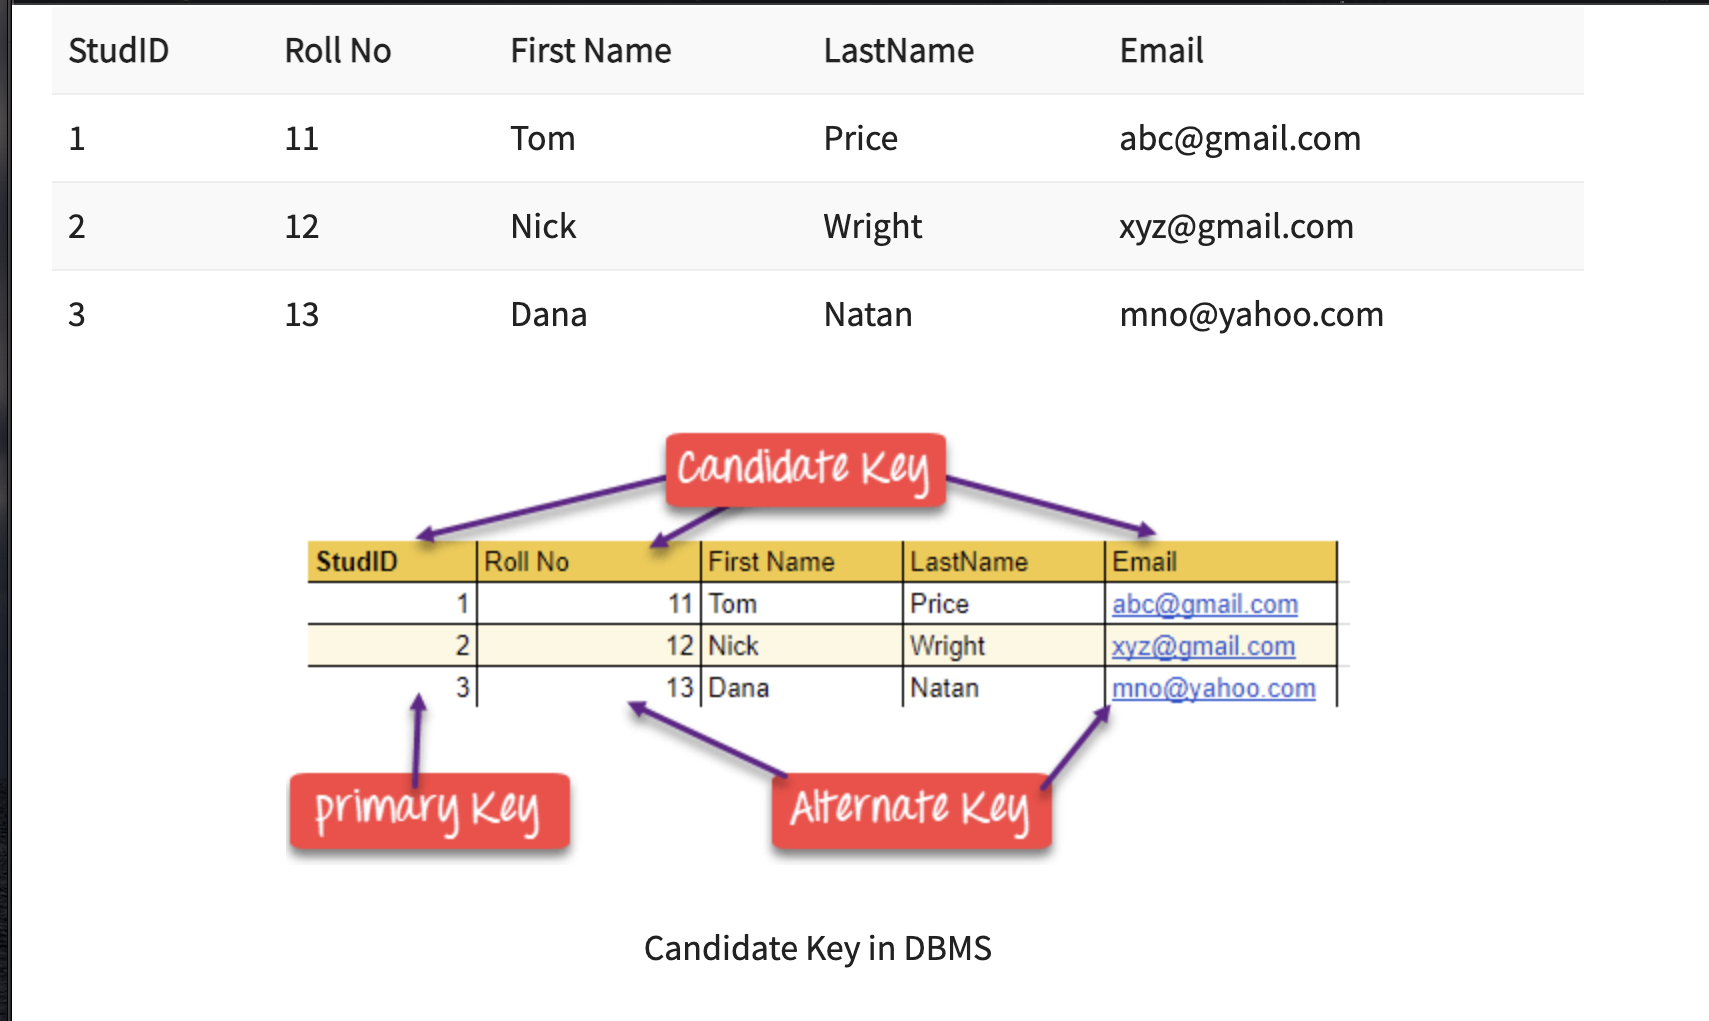 StudID Roll No First Name LastName Email
1 11 Tom Price abc@gmail.com
2 12 Nick Wright xyz@gmail.com
3 13 Dana Natan mno@yahoo.com
Candidate Key
StudID Roll No First Name LastName Email
1 11 Tom Price abc@gmail.com
2 12 Nick Wright xyz@gmail.com
3 13 Dana Natan mno@yahoo.com
primary Key Alternate Key
Candidate Key in DBMS